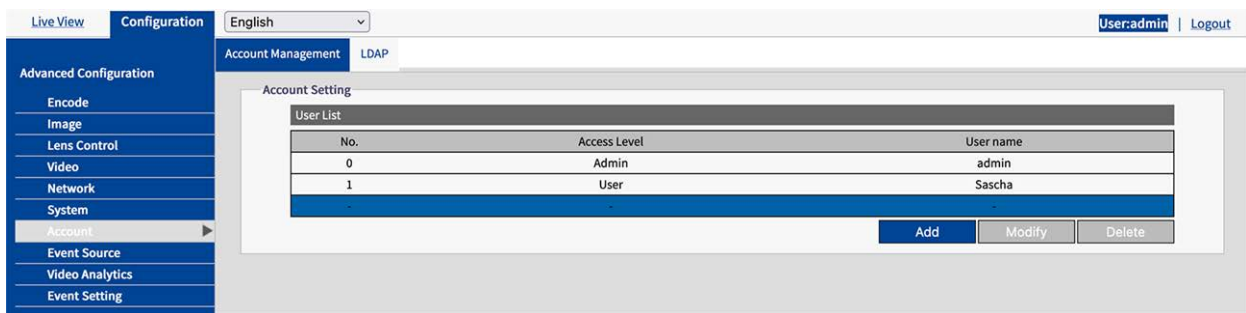 Live View Configuration English User:admin | Logout
Account Management LDAP
Advanced Configuration
Account Setting
Encode
User List
Image
Lens Control
No. Access Level User name
Video
0 Admin admin
Network
1 User Sascha
System
- - -
Account
Add Modify Delete
Event Source
Video Analytics
Event Setting